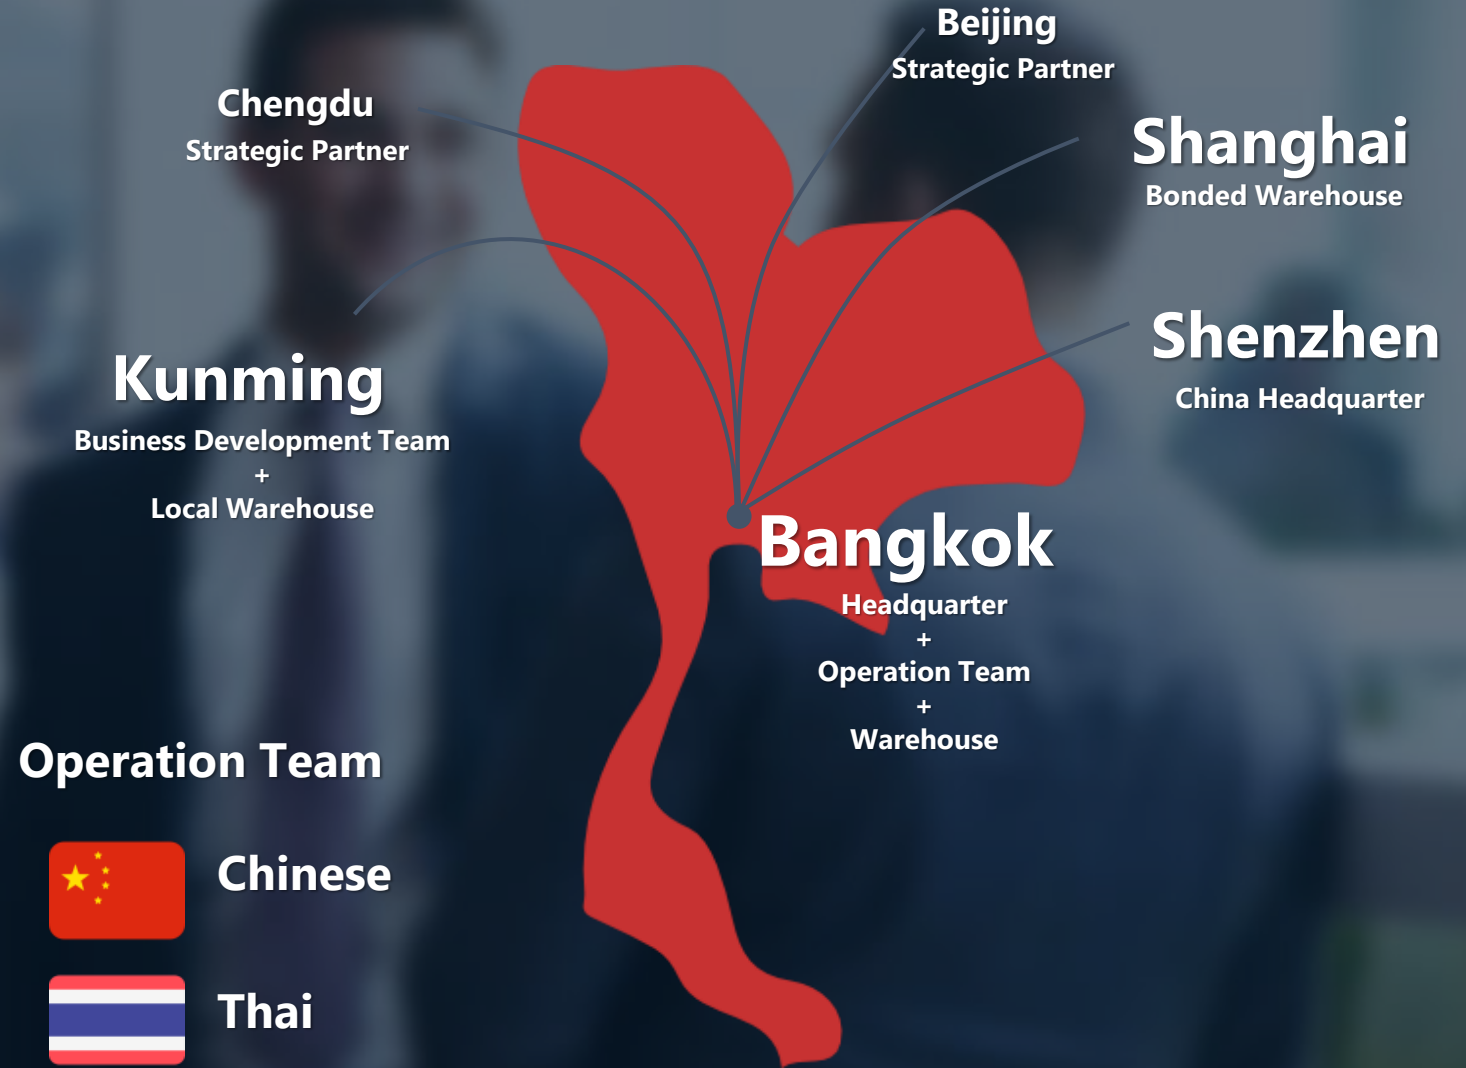 Beijing
Strategic Partner
Chengdu
Strategic Partner
Shanghai
Bonded Warehouse
Shenzhen
China Headquarter
Kunming
Business Development Team
+
Local Warehouse
Bangkok
Headquarter
+
Operation Team
+
Warehouse
Operation Team
Chinese
Thai